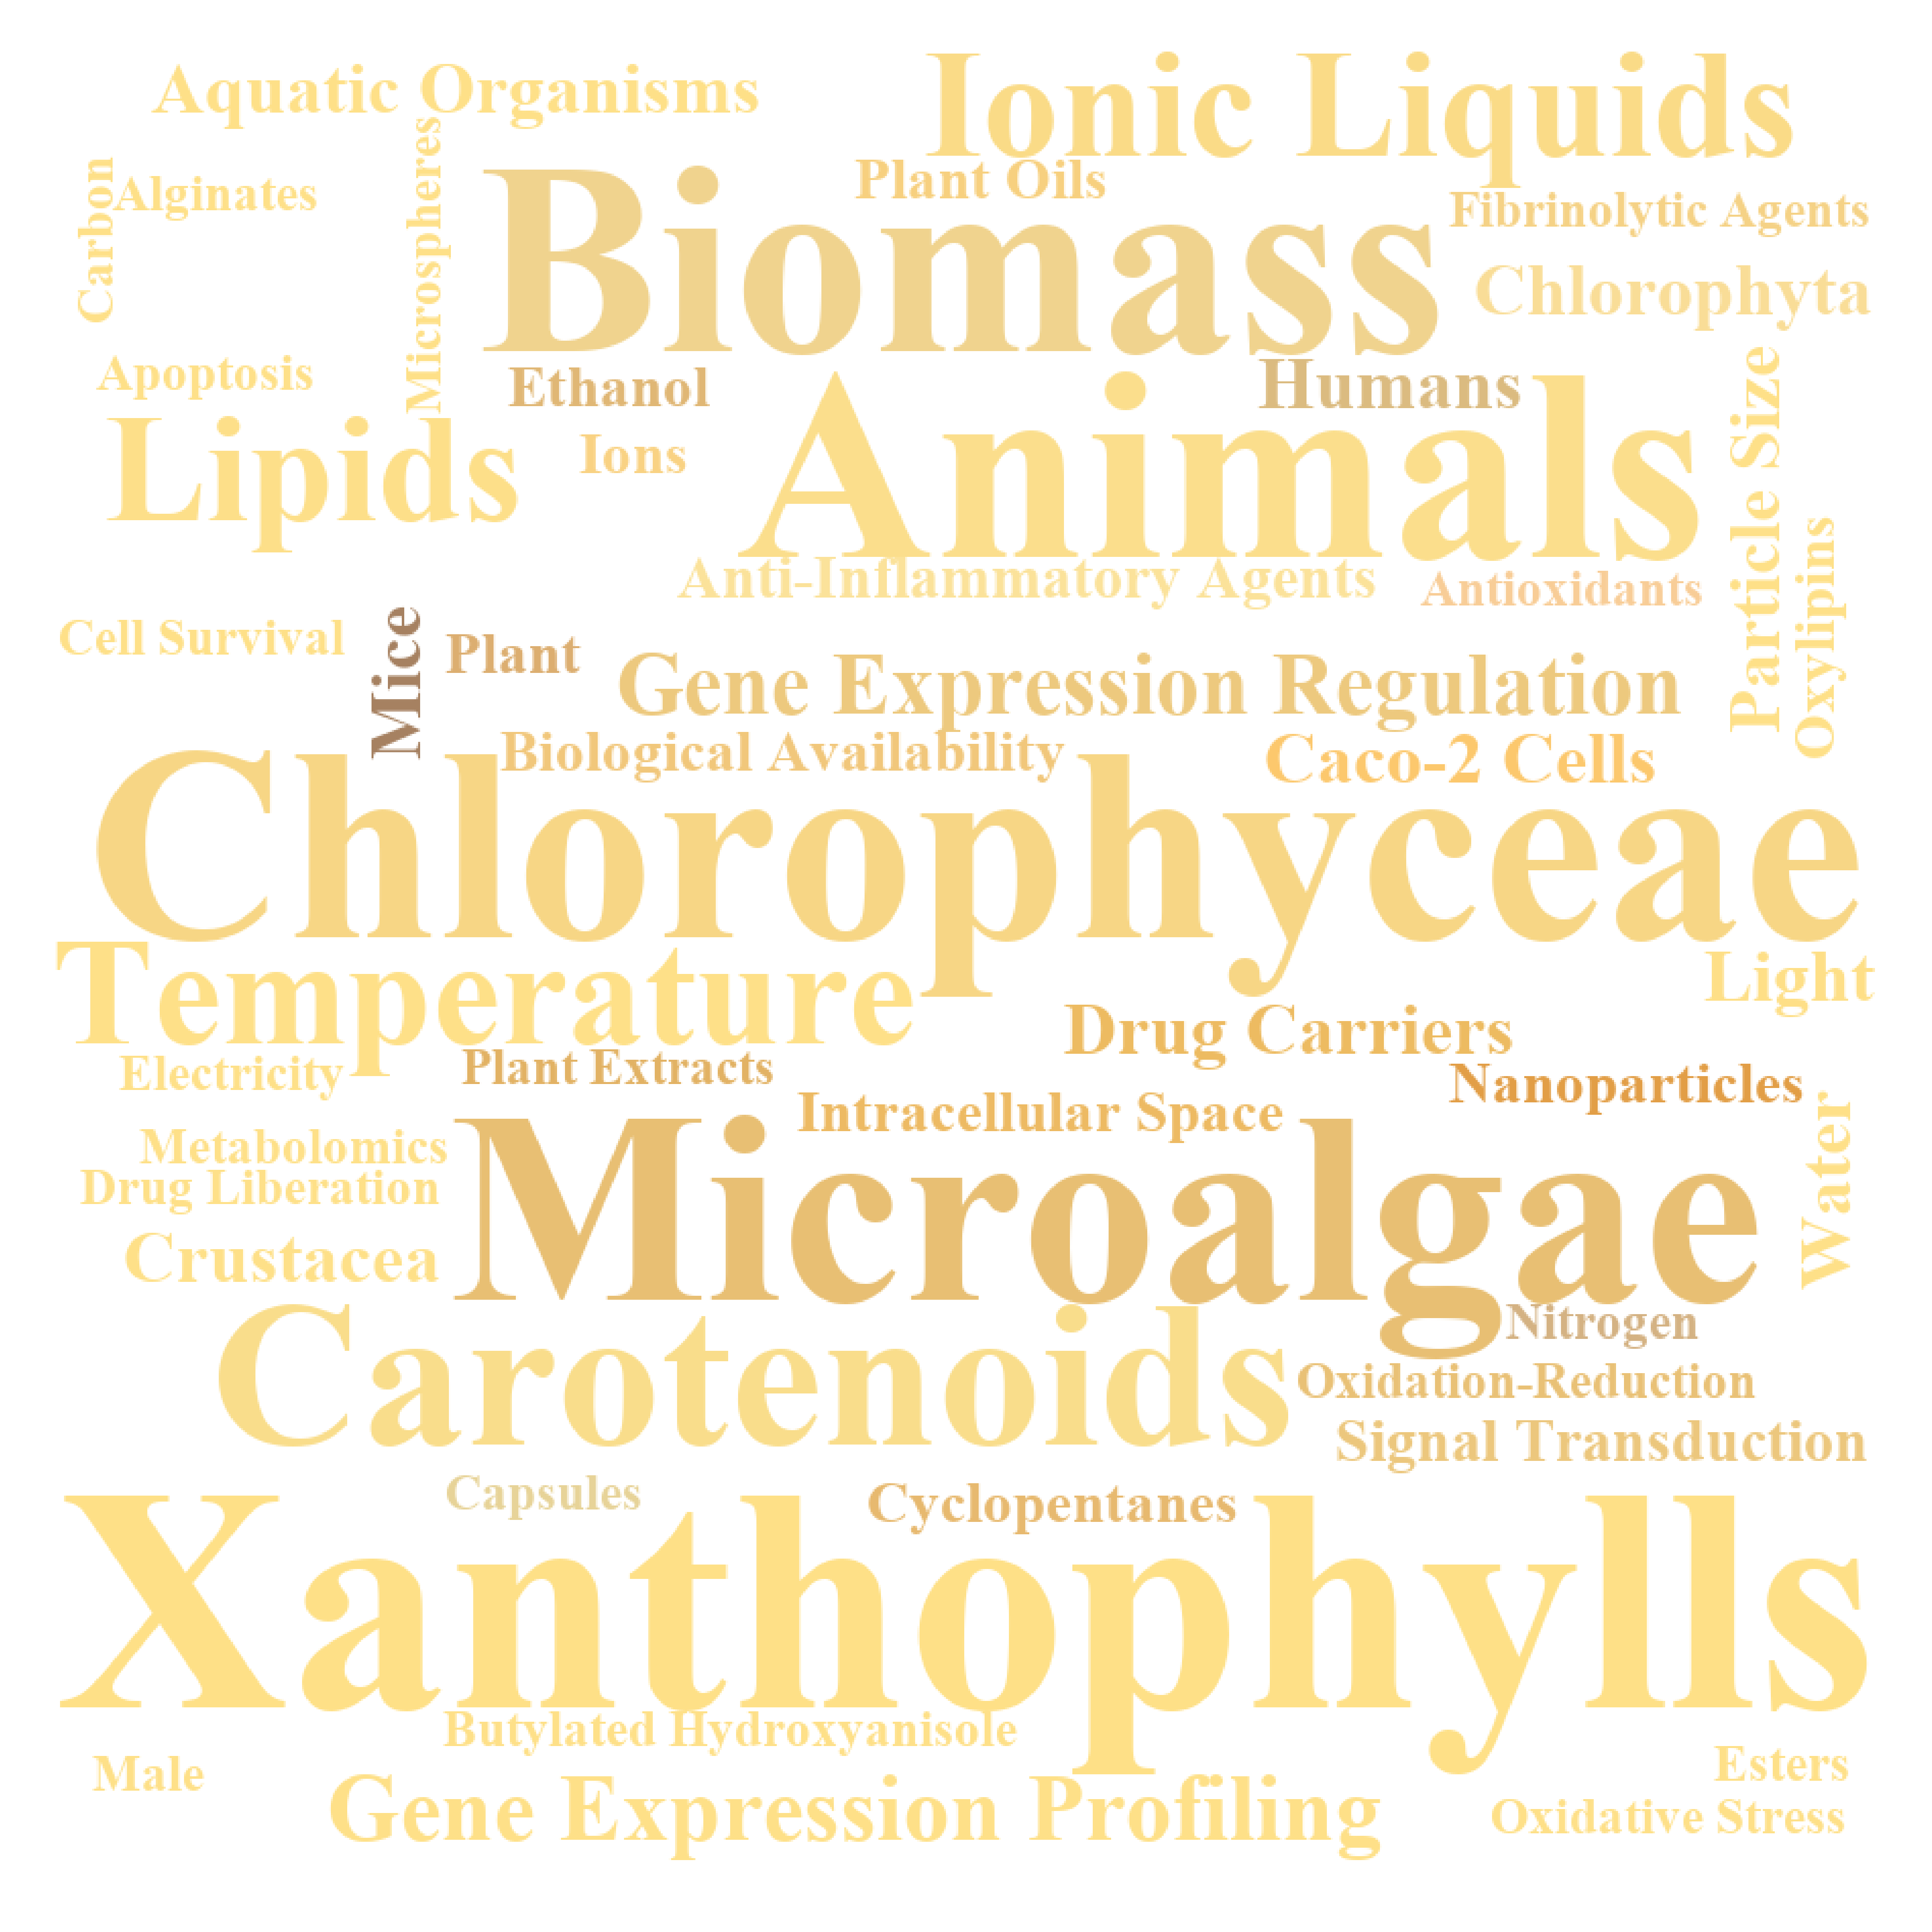 Aquatic Organisms
Ionic Liquids
Carbon
Alginates
Microspheres
Biomass
Plant Oils
Fibrinolytic Agents
Chlorophyta
Apoptosis
Ethanol
Humans
Lipids
Ions
Animals
Particle Size
Oxylipins
Anti-Inflammatory Agents
Antioxidants
Cell Survival
Mice
Plant
Gene Expression Regulation
Biological Availability
Caco-2 Cells
Chlorophyceae
Temperature
Light
Drug Carriers
Electricity
Plant Extracts
Nanoparticles
Intracellular Space
Water
Metabolomics
Drug Liberation
Microalgae
Crustacea
Carotenoids
Nitrogen
Oxidation-Reduction
Signal Transduction
Capsules
Cyclopentanes
Xanthophylls
Butylated Hydroxyanisole
Male
Esters
Gene Expression Profiling
Oxidative Stress